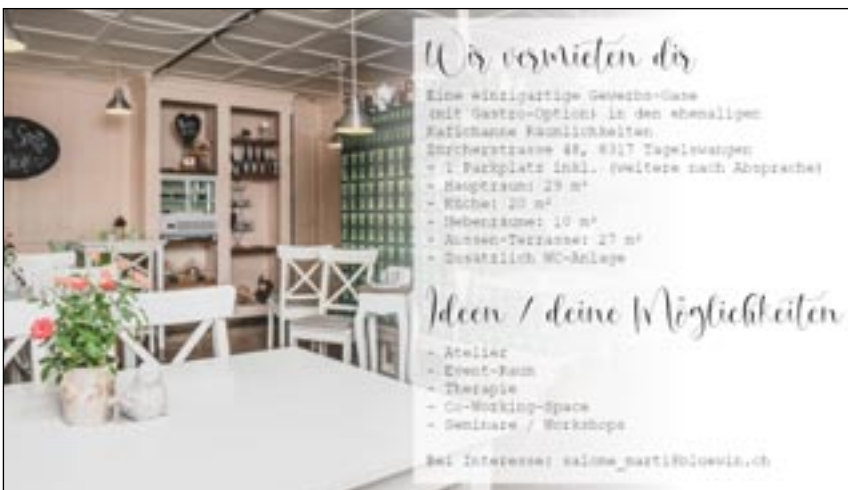 Wir vermieten dir
Eine einzigartige Gewerbe-Oase
(mit Gastro-Option) in den ehemaligen
Kafichanne Räumlichkeiten
Zürcherstrasse 48, 8317 Tagelswangen
- 1 Parkplatz inkl. (weitere nach Absprache)
- Hauptraum: 29 m²
- Küche: 20 m²
- Nebenräume: 10 m²
- Aussen-Terrasse: 27 m²
- Zusätzlich WC-Anlage
Ideen / deine Möglichkeiten
- Atelier
- Event-Raum
- Therapie
- Co-Working-Space
- Seminare / Workshops
Bei Interesse: salome_marti@bluewin.ch